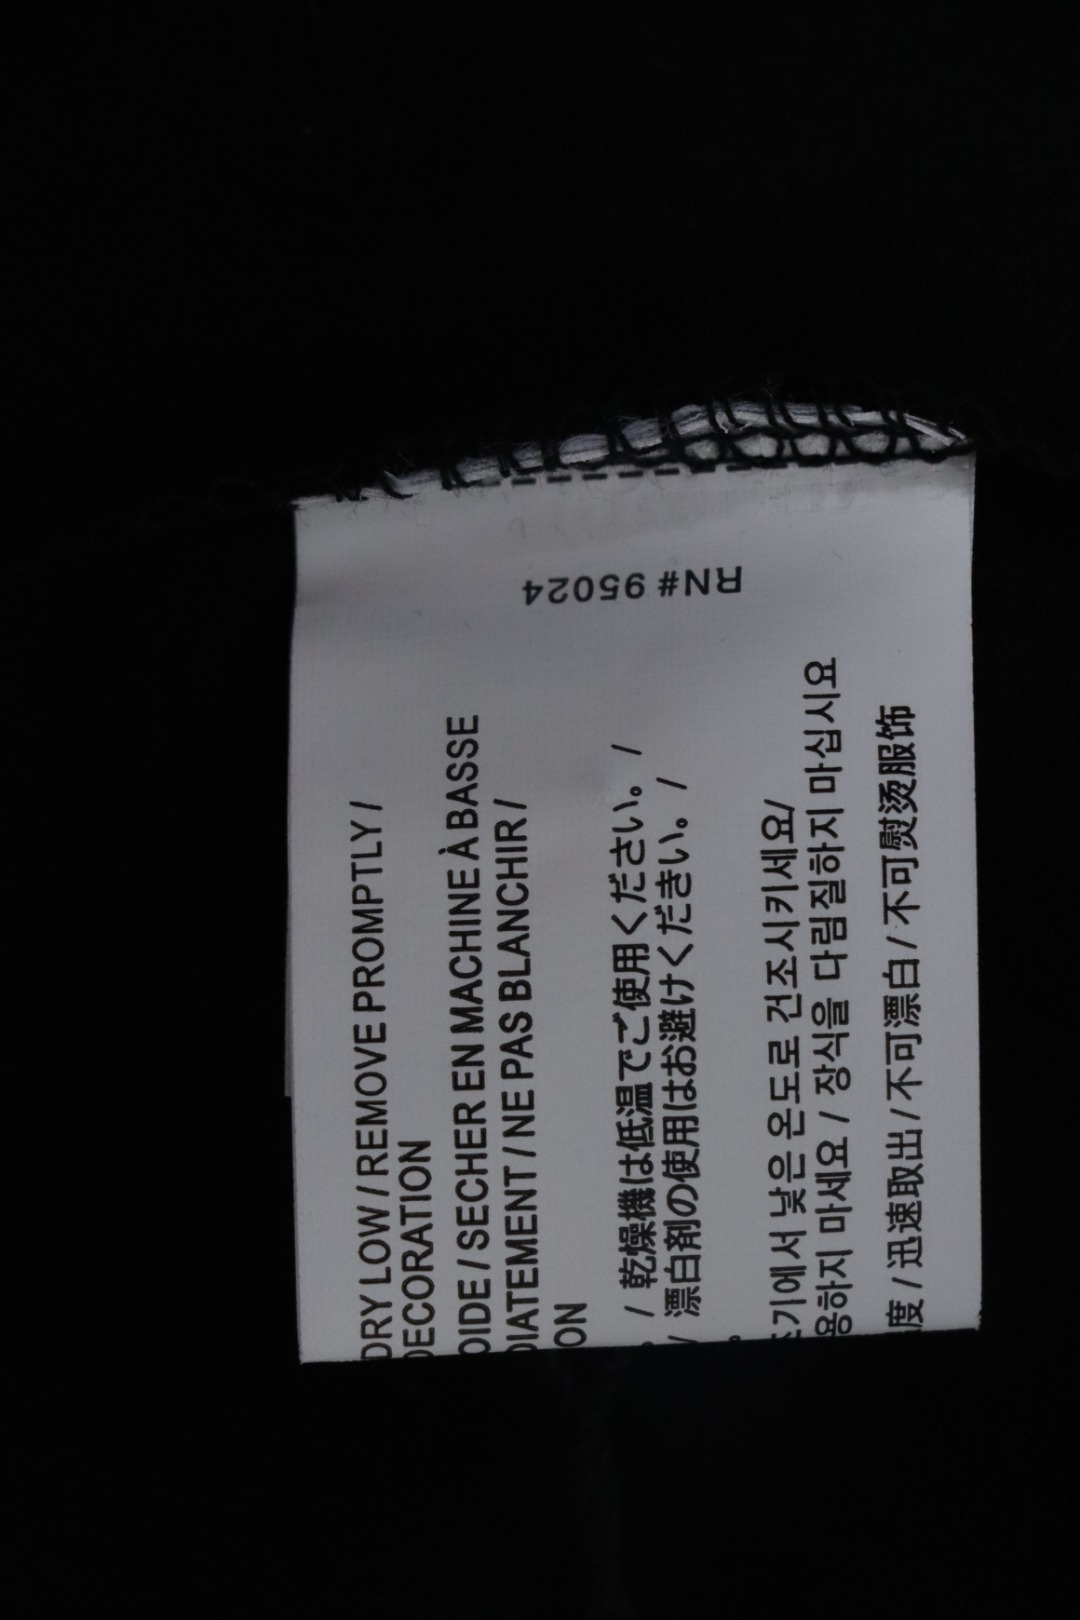 RN# 95024
DRY LOW / REMOVE PROMPTLY /
DECORATION
OIDE / SECHER EN MACHINE À BASSE
DIATEMENT / NE PAS BLANCHIR /
ON
/ 乾燥機は低温でご使用ください。 /
/ 漂白剤の使用はお避けくだきい。 /
。
기에서 낮은 온도로 건조시키세요/
용하지 마세요 / 장식을 다림질하지 마십시요
度 / 迅速取出 / 不可漂白 / 不可熨烫服饰